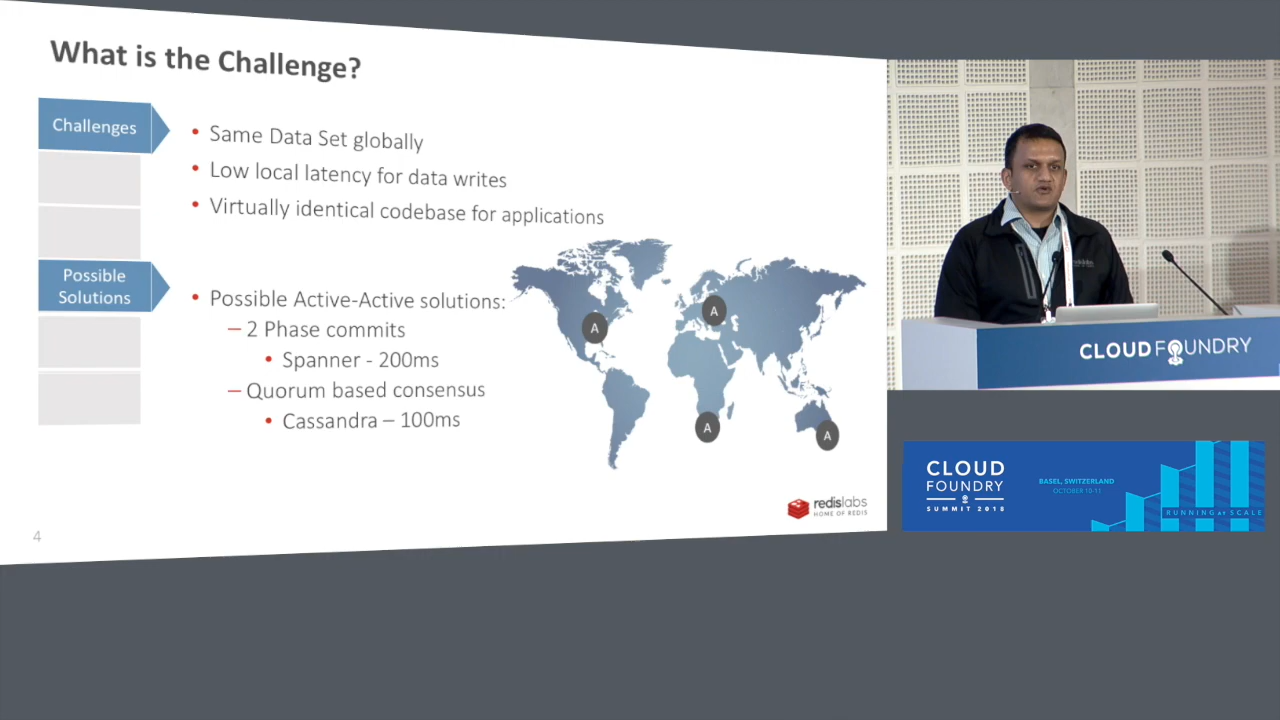 What is the Challenge?
Challenges
• Same Data Set globally
• Low local latency for data writes
• Virtually identical codebase for applications
Possible
Solutions
• Possible Active-Active solutions:
– 2 Phase commits
• Spanner - 200ms
– Quorum based consensus
• Cassandra – 100ms
A
A
A
A
redislabs
HOME OF REDIS
4
CLOUD FOUNDRY
CLOUD
FOUNDRY
SUMMIT 2018
BASEL, SWITZERLAND
OCTOBER 10-11
RUNNING AT SCALE